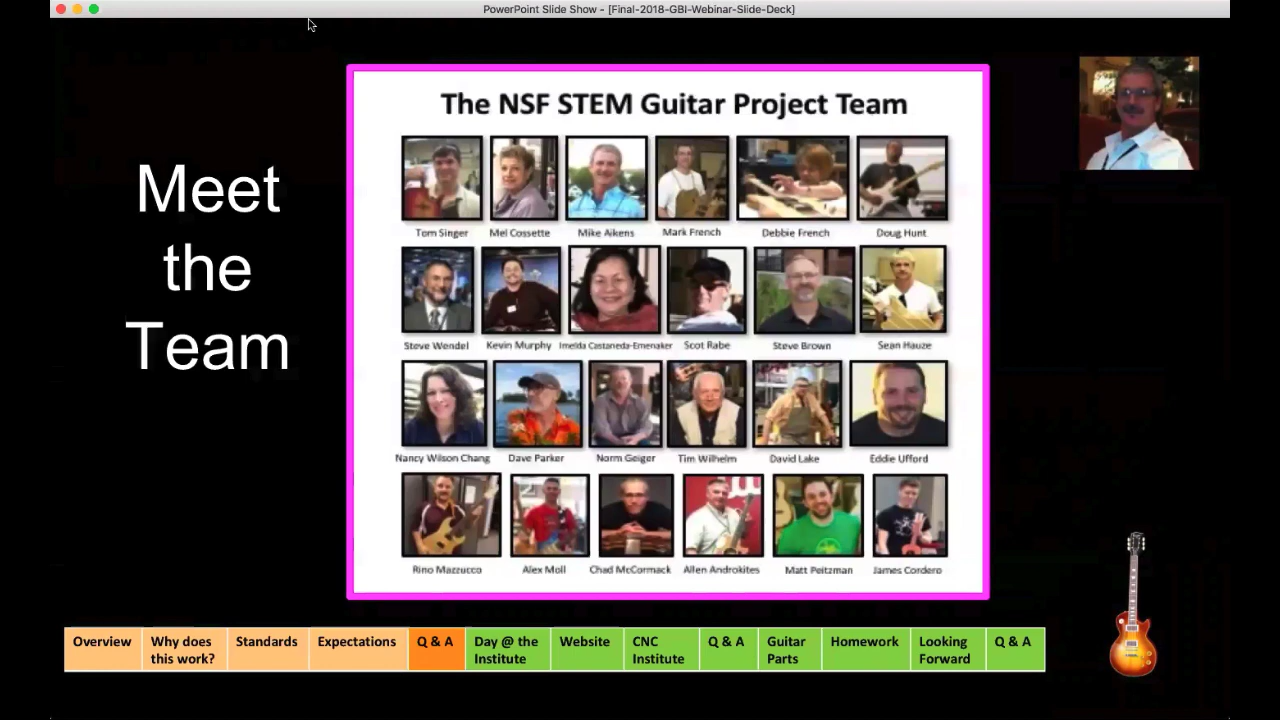 PowerPoint Slide Show - [Final-2018-GBI-Webinar-Slide-Deck]
Meet
the
Team
The NSF STEM Guitar Project Team
Tom Singer Mel Cossette Mike Aikens Mark French Debbie French Doug Hunt
Steve Wendel Kevin Murphy Imelda Castaneda-Emenaker Scot Rabe Steve Brown Sean Hauze
Nancy Wilson Chang Dave Parker Norm Geiger Tim Wilhelm David Lake Eddie Ufford
Rino Mazzucco Alex Moll Chad McCormack Allen Androkites Matt Peitzman James Cordero
Overview Why does Standards Expectations Q & A Day @ the Website CNC Q & A Guitar Homework Looking Q & A
this work? Institute Institute Parts Forward